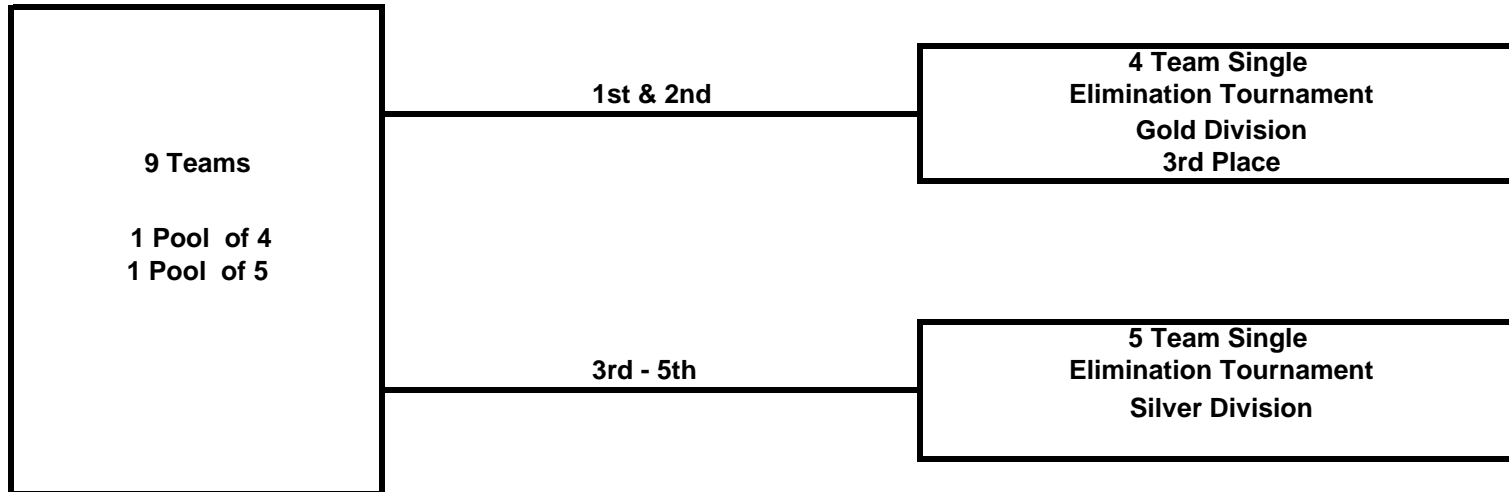 9 Teams
1 Pool of 4
1 Pool of 5
1st & 2nd
4 Team Single
Elimination Tournament
Gold Division
3rd Place
3rd - 5th
5 Team Single
Elimination Tournament
Silver Division